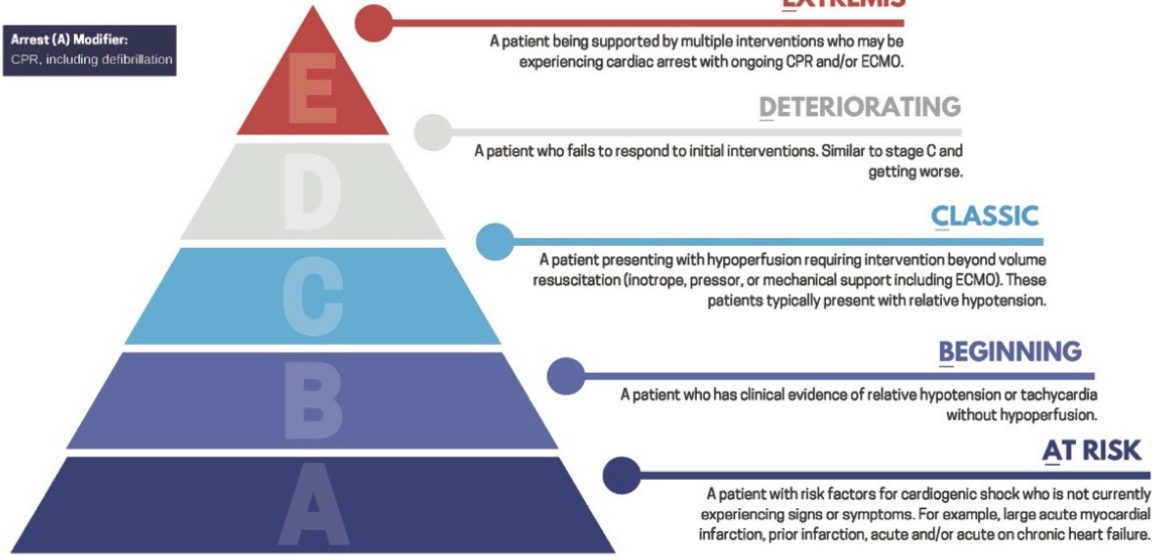 EXTREMIS
Arrest (A) Modifier:
CPR, including defibrillation
A patient being supported by multiple interventions who may be
experiencing cardiac arrest with ongoing CPR and/or ECMO.
E
DETERIORATING
A patient who fails to respond to initial interventions. Similar to stage C and
getting worse.
D
CLASSIC
A patient presenting with hypoperfusion requiring intervention beyond volume
resuscitation (inotrope, pressor, or mechanical support including ECMO). These
patients typically present with relative hypotension.
C
BEGINNING
A patient who has clinical evidence of relative hypotension or tachycardia
without hypoperfusion.
B
AT RISK
A patient with risk factors for cardiogenic shock who is not currently
experiencing signs or symptoms. For example, large acute myocardial
infarction, prior infarction, acute and/or acute on chronic heart failure.
A